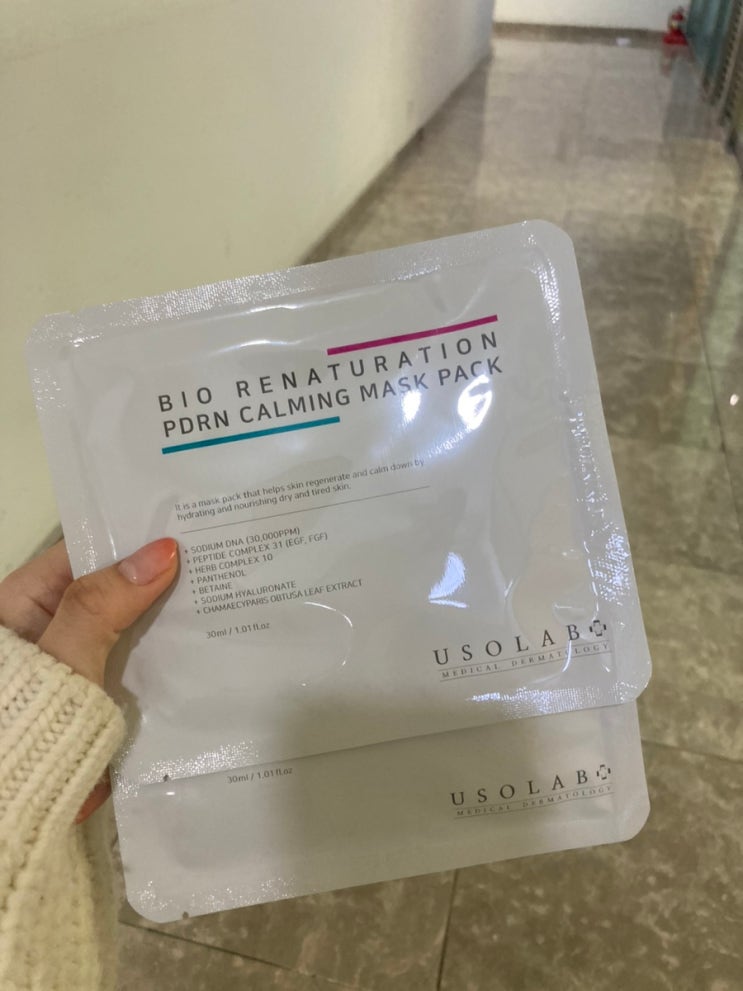 BIO RENATURATION
PDRN CALMING MASK PACK
It is a mask pack that helps skin regenerate and calm down by
hydrating and nourishing dry and tired skin.
+ SODIUM DNA (30,000PPM)
+ PEPTIDE COMPLEX 31 (EGF, FGF)
+ HERB COMPLEX 10
+ PANTHENOL
+ BETAINE
+ SODIUM HYALURONATE
+ CHAMAECYPARIS OBTUSA LEAF EXTRACT
30ml / 1.01fl.oz
USOLAB
MEDICAL DERMATOLOGY
30ml / 1.01fl.oz
USOLAB
MEDICAL DERMATOLOGY